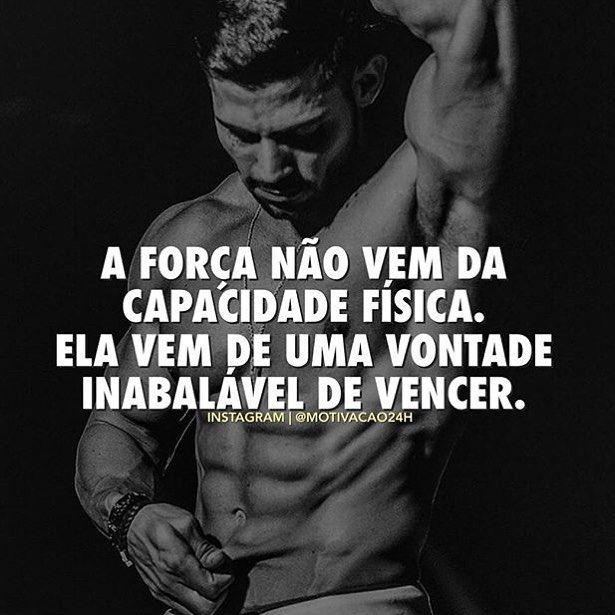 A FORÇA NÃO VEM DA
CAPACIDADE FÍSICA.
ELA VEM DE UMA VONTADE
INABALÁVEL DE VENCER.
INSTAGRAM | @MOTIVACAO24H